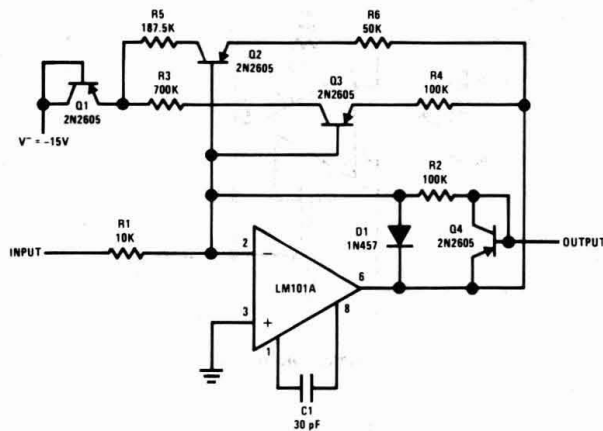 R5
187.5K
Q2
2N2605
R6
50K
Q1
2N2605
R3
700K
Q3
2N2605
R4
100K
V⁻ = -15V
R2
100K
R1
10K
D1
1N457
Q4
2N2605
INPUT
OUTPUT
2
−
LM101A
6
8
3
+
1
C1
30 pF